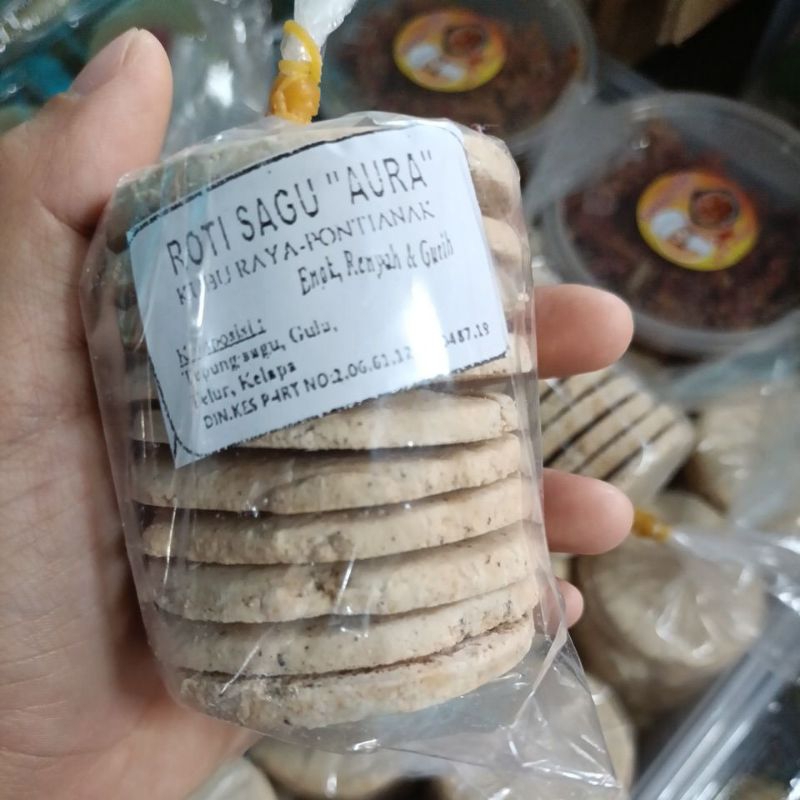 ROTI SAGU "AURA"
KUBU RAYA-PONTIANAK
Enak, Renyah & Gurih
Komposisi :
Tepung sagu, Gula,
Telur, Kelapa
DIN.KES P-IRT NO:2.06.61.12